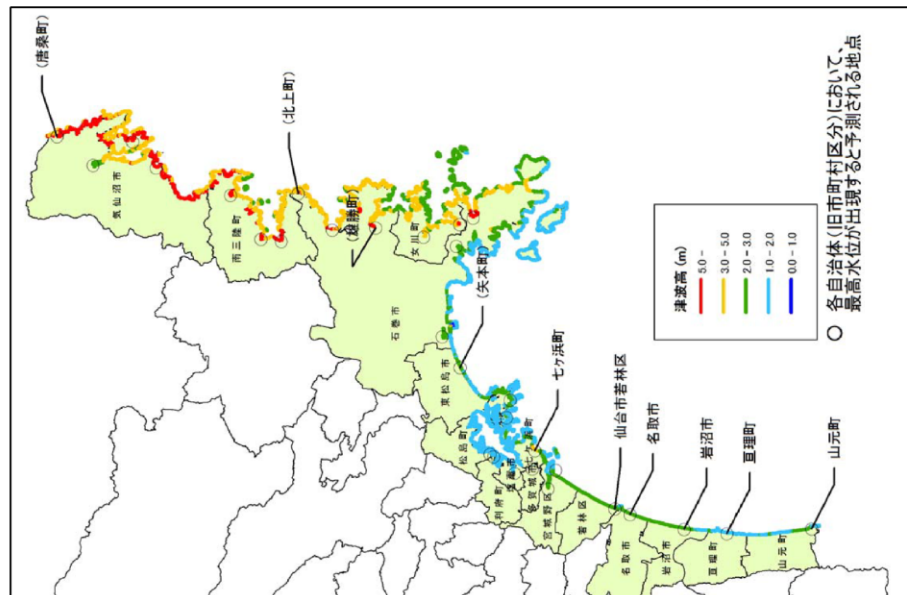 (唐桑町)
気仙沼市
(北上町)
南三陸町
(雄勝町)
女川町
(矢本町)
石巻市
東松島市
松島町
七ヶ浜町
利府町
多賀城市
宮城野区
仙台市若林区
若林区
名取市
名取市
岩沼市
岩沼市
亘理町
亘理町
山元町
山元町
津波高(m)
5.0 -
3.0 - 5.0
2.0 - 3.0
1.0 - 2.0
0.0 - 1.0
○ 各自治体(旧市町村区分)において、
最高水位が出現すると予測される地点